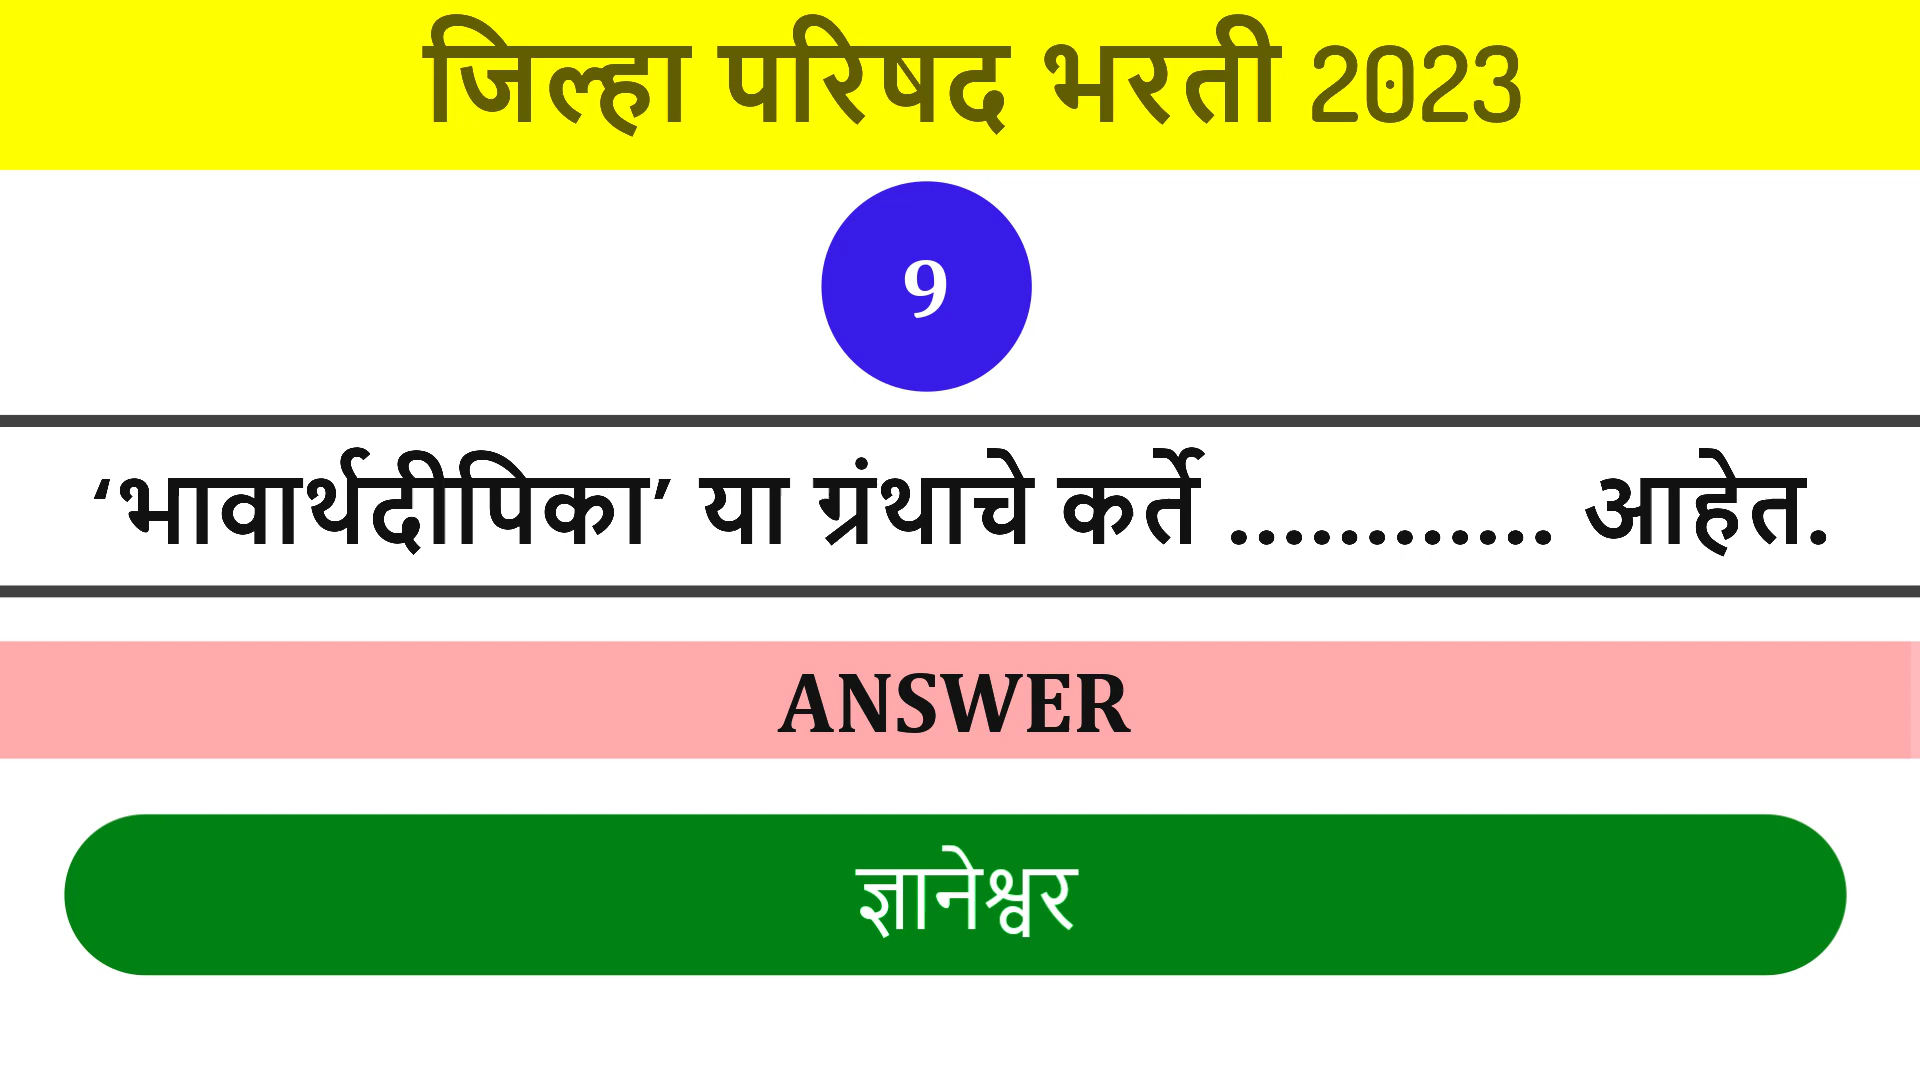 जिल्हा परिषद भरती 2023
9
‘भावार्थदीपिका’ या ग्रंथाचे कर्ते ............ आहेत.
ANSWER
ज्ञानेश्वर